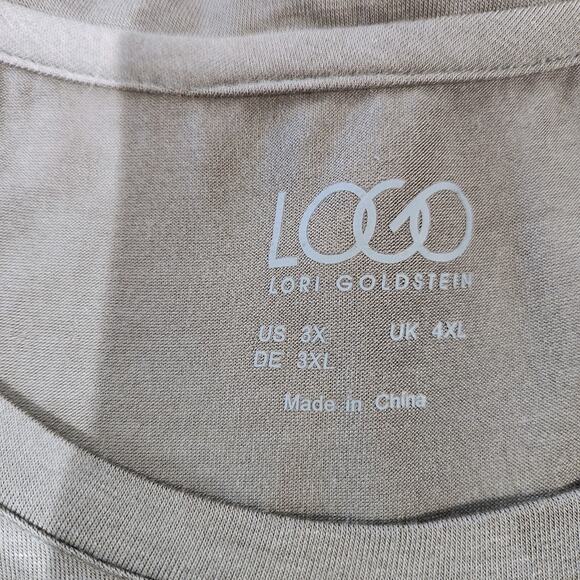 LOGO
LORI GOLDSTEIN
US 3X UK 4XL
DE 3XL
Made in China